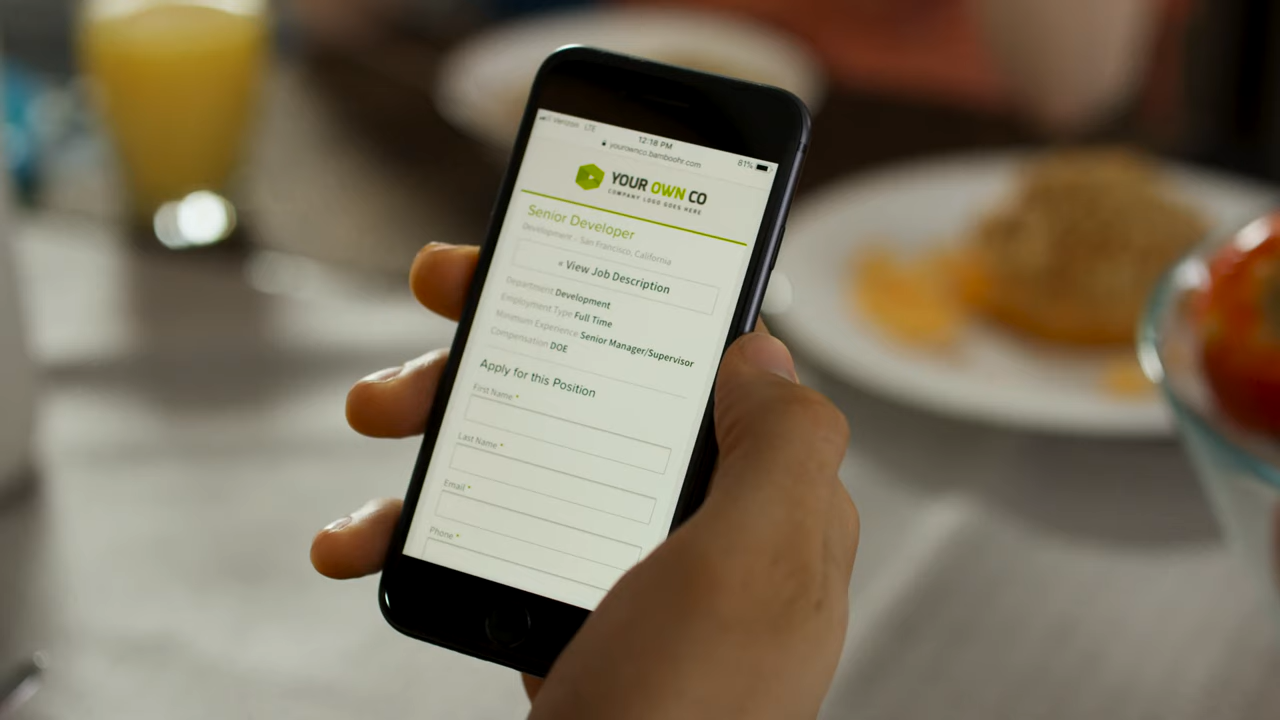 Verizon LTE 12:18 PM 81%
yourownco.bamboohr.com
YOUR OWN CO
COMPANY LOGO GOES HERE
Senior Developer
Development - San Francisco, California
« View Job Description
Department Development
Employment Type Full Time
Minimum Experience Senior Manager/Supervisor
Compensation DOE
Apply for this Position
First Name *
Last Name *
Email *
Phone *